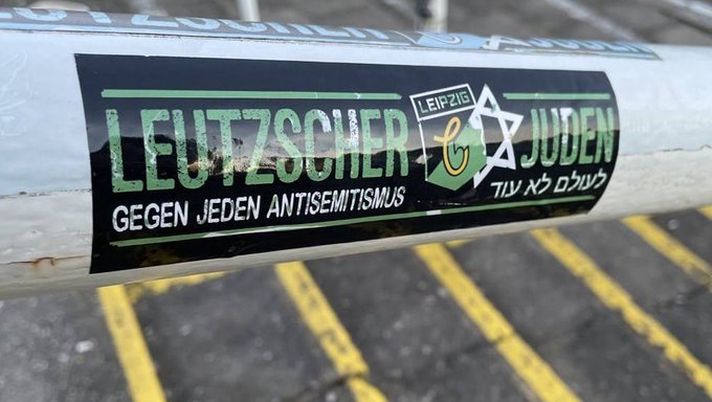 LEUTZSCHER JUDEN
LEIPZIG
GEGEN JEDEN ANTISEMITISMUS
לעולם לא עוד